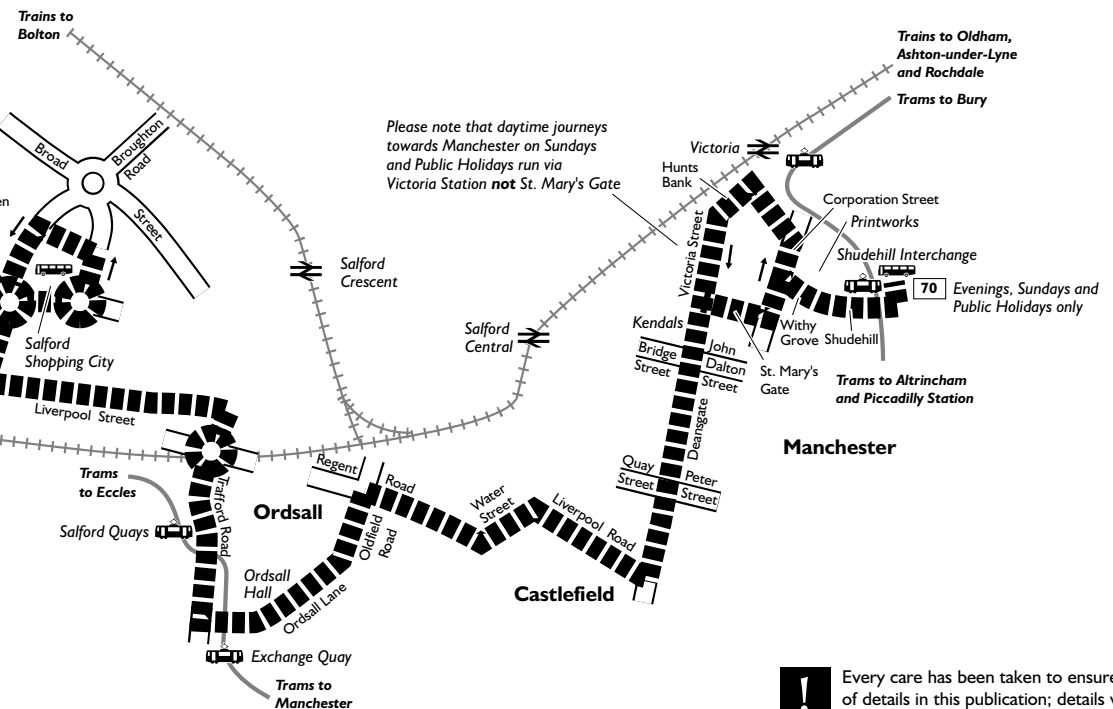 Trains to
Bolton
Trains to Oldham,
Ashton-under-Lyne
and Rochdale
Trams to Bury
Broad
Street
Broughton
Road
Please note that daytime journeys
towards Manchester on Sundays
and Public Holidays run via
Victoria Station not St. Mary's Gate
Victoria
Hunts
Bank
Corporation Street
Printworks
Shudehill Interchange
70
Evenings, Sundays and
Public Holidays only
en
Salford
Shopping City
Salford
Crescent
Salford
Central
Victoria Street
Kendals
Bridge
Street
John
Dalton
Street
Withy
Grove
Shudehill
St. Mary's
Gate
Trams to Altrincham
and Piccadilly Station
Manchester
Deansgate
Liverpool Street
Quay
Street
Peter
Street
Trams
to Eccles
Salford Quays
Trafford Road
Ordsall
Regent
Road
Oldfield
Road
Water
Street
Liverpool Road
Castlefield
Ordsall
Hall
Ordsall Lane
Exchange Quay
Trams to
Manchester
!
Every care has been taken to ensure
of details in this publication; details